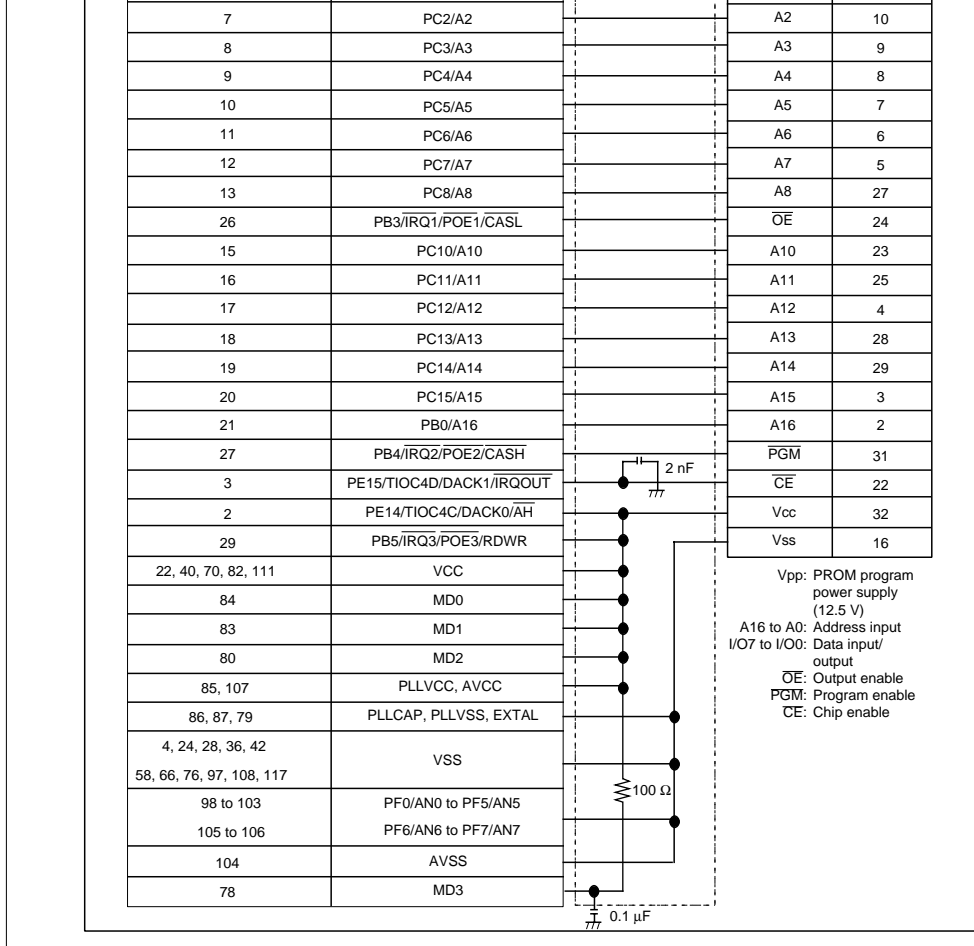 7 PC2/A2 A2 10
8 PC3/A3 A3 9
9 PC4/A4 A4 8
10 PC5/A5 A5 7
11 PC6/A6 A6 6
12 PC7/A7 A7 5
13 PC8/A8 A8 27
26 PB3/IRQ1/POE1/CASL OE 24
15 PC10/A10 A10 23
16 PC11/A11 A11 25
17 PC12/A12 A12 4
18 PC13/A13 A13 28
19 PC14/A14 A14 29
20 PC15/A15 A15 3
21 PB0/A16 A16 2
27 PB4/IRQ2/POE2/CASH PGM 31
2 nF
3 PE15/TIOC4D/DACK1/IRQOUT CE 22
2 PE14/TIOC4C/DACK0/AH Vcc 32
29 PB5/IRQ3/POE3/RDWR Vss 16
22, 40, 70, 82, 111 VCC
84 MD0
83 MD1
80 MD2
85, 107 PLLVCC, AVCC
86, 87, 79 PLLCAP, PLLVSS, EXTAL
4, 24, 28, 36, 42
58, 66, 76, 97, 108, 117
VSS
100 Ω
98 to 103 PF0/AN0 to PF5/AN5
105 to 106 PF6/AN6 to PF7/AN7
104 AVSS
78 MD3
0.1 µF
Vpp: PROM program
power supply
(12.5 V)
A16 to A0: Address input
I/O7 to I/O0: Data input/
output
OE: Output enable
PGM: Program enable
CE: Chip enable